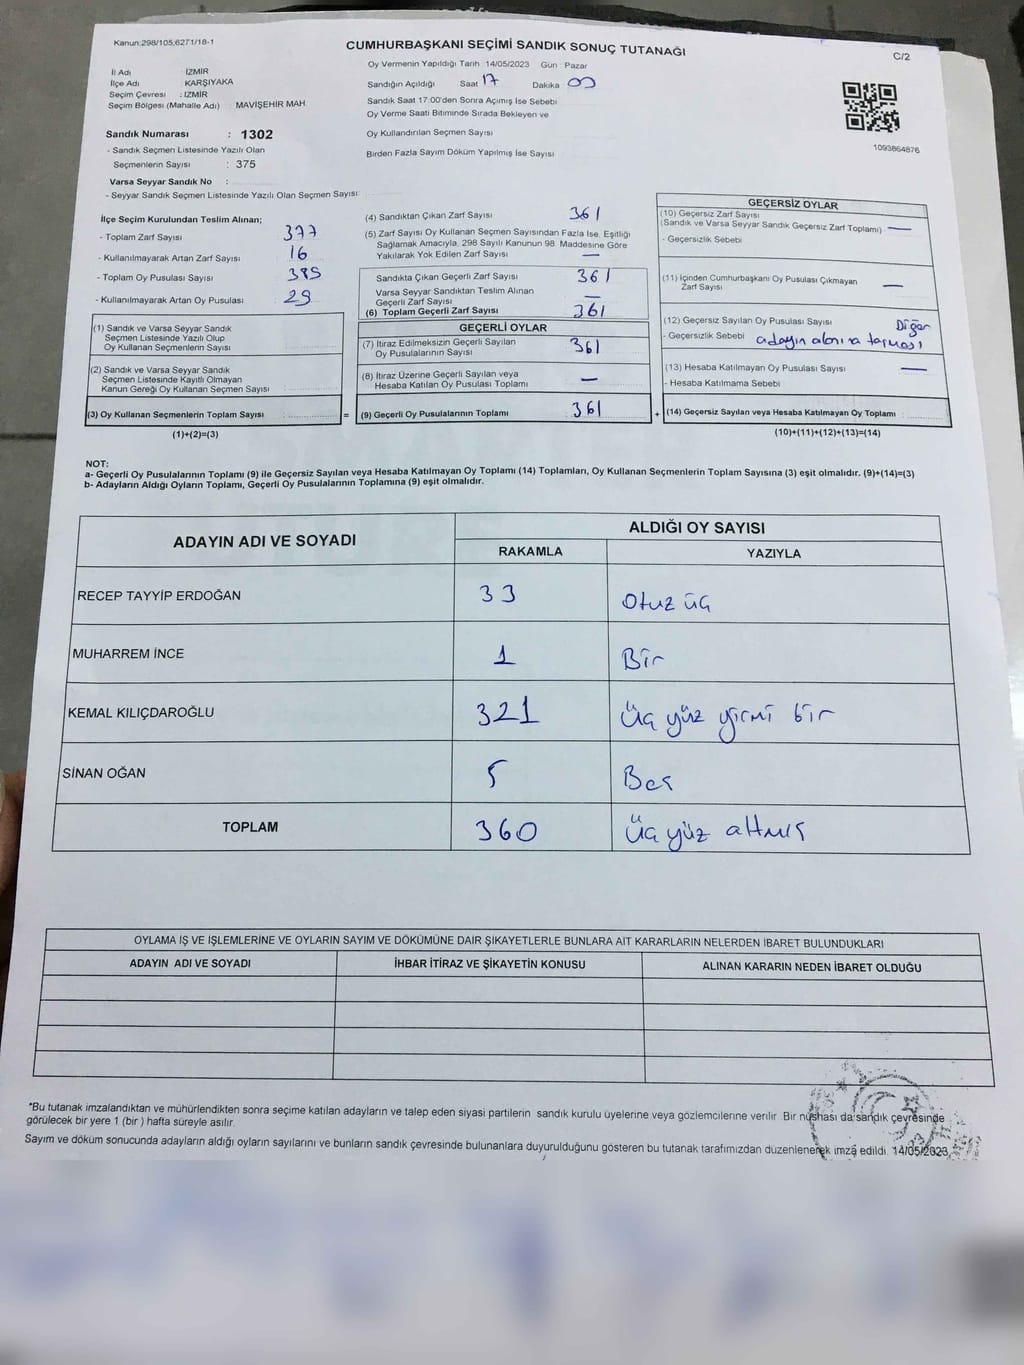 Kanun:298/105,6271/18-1
CUMHURBAŞKANI SEÇİMİ SANDIK SONUÇ TUTANAĞI
C/2
İl Adı : İZMİR
İlçe Adı : KARŞIYAKA
Seçim Çevresi : İZMİR
Seçim Bölgesi (Mahalle Adı) : MAVİŞEHİR MAH.
Sandık Numarası : 1302
- Sandık Seçmen Listesinde Yazılı Olan
Seçmenlerin Sayısı : 375
Varsa Seyyar Sandık No :
- Seyyar Sandık Seçmen Listesinde Yazılı Olan Seçmen Sayısı:
Oy Vermenin Yapıldığı Tarih 14/05/2023 Gün : Pazar
Sandığın Açıldığı Saat 17 Dakika 00
Sandık Saat 17:00'den Sonra Açımış İse Sebebi
Oy Verme Saati Bitiminde Sırada Bekleyen ve
Oy Kullandırılan Seçmen Sayısı
Birden Fazla Sayım Döküm Yapılmış İse Sayısı
1093864876
İlçe Seçim Kurulundan Teslim Alınan;
- Toplam Zarf Sayısı 377
- Kullanılmayarak Artan Zarf Sayısı 16
- Toplam Oy Pusulası Sayısı 385
- Kullanılmayarak Artan Oy Pusulası 25
(1) Sandık ve Varsa Seyyar Sandık
Seçmen Listesinde Yazılı Olup
Oy Kullanan Seçmenlerin Sayısı
(2) Sandık ve Varsa Seyyar Sandık
Seçmen Listesinde Kayıtlı Olmayan
Kanun Gereği Oy Kullanan Seçmen Sayısı
(3) Oy Kullanan Seçmenlerin Toplam Sayısı : =
(1)+(2)=(3)
(4) Sandıktan Çıkan Zarf Sayısı 361
(5) Zarf Sayısı Oy Kullanan Seçmen Sayısından Fazla İse, Eşitliği
Sağlamak Amacıyla, 298 Sayılı Kanunun 98. Maddesine Göre
Yakılarak Yok Edilen Zarf Sayısı —
Sandıkta Çıkan Geçerli Zarf Sayısı 361
Varsa Seyyar Sandıktan Teslim Alınan
Geçerli Zarf Sayısı —
(6) Toplam Geçerli Zarf Sayısı 361
GEÇERLİ OYLAR
(7) İtiraz Edilmeksizin Geçerli Sayılan
Oy Pusulalarının Sayısı 361
(8) İtiraz Üzerine Geçerli Sayılan veya
Hesaba Katılan Oy Pusulası Toplamı —
(9) Geçerli Oy Pusulalarının Toplamı 361 +
GEÇERSİZ OYLAR
(10) Geçersiz Zarf Sayısı
(Sandık ve Varsa Seyyar Sandık Geçersiz Zarf Toplamı) —
- Geçersizlik Sebebi
(11) İçinden Cumhurbaşkanı Oy Pusulası Çıkmayan
Zarf Sayısı —
(12) Geçersiz Sayılan Oy Pusulası Sayısı Diğer
- Geçersizlik Sebebi adayın alanına taşması
(13) Hesaba Katılmayan Oy Pusulası Sayısı —
- Hesaba Katılmama Sebebi
(14) Geçersiz Sayılan veya Hesaba Katılmayan Oy Toplamı :
(10)+(11)+(12)+(13)=(14)
NOT:
a- Geçerli Oy Pusulalarının Toplamı (9) ile Geçersiz Sayılan veya Hesaba Katılmayan Oy Toplamı (14) Toplamları, Oy Kullanan Seçmenlerin Toplam Sayısına (3) eşit olmalıdır. (9)+(14)=(3)
b- Adayların Aldığı Oyların Toplamı, Geçerli Oy Pusulalarının Toplamına (9) eşit olmalıdır.
ADAYIN ADI VE SOYADI
ALDIĞI OY SAYISI
RAKAMLA YAZIYLA
RECEP TAYYİP ERDOĞAN 33 Otuz üç
MUHARREM İNCE 1 Bir
KEMAL KILIÇDAROĞLU 321 Üç yüz yirmi bir
SİNAN OĞAN 5 Beş
TOPLAM 360 Üç yüz altmış
OYLAMA İŞ VE İŞLEMLERİNE VE OYLARIN SAYIM VE DÖKÜMÜNE DAİR ŞİKAYETLERLE BUNLARA AİT KARARLARIN NELERDEN İBARET BULUNDUKLARI
ADAYIN ADI VE SOYADI İHBAR İTİRAZ VE ŞİKAYETİN KONUSU ALINAN KARARIN NEDEN İBARET OLDUĞU
*Bu tutanak imzalandıktan ve mühürlendikten sonra seçime katılan adayların ve talep eden siyasi partilerin sandık kurulu üyelerine veya gözlemcilerine verilir. Bir nüshası da sandık çevresinde
görülecek bir yere 1 (bir) hafta süreyle asılır.
Sayım ve döküm sonucunda adayların aldığı oyların sayılarını ve bunların sandık çevresinde bulunanlara duyurulduğunu gösteren bu tutanak tarafımızdan düzenlenerek imza edildi. 14/05/2023